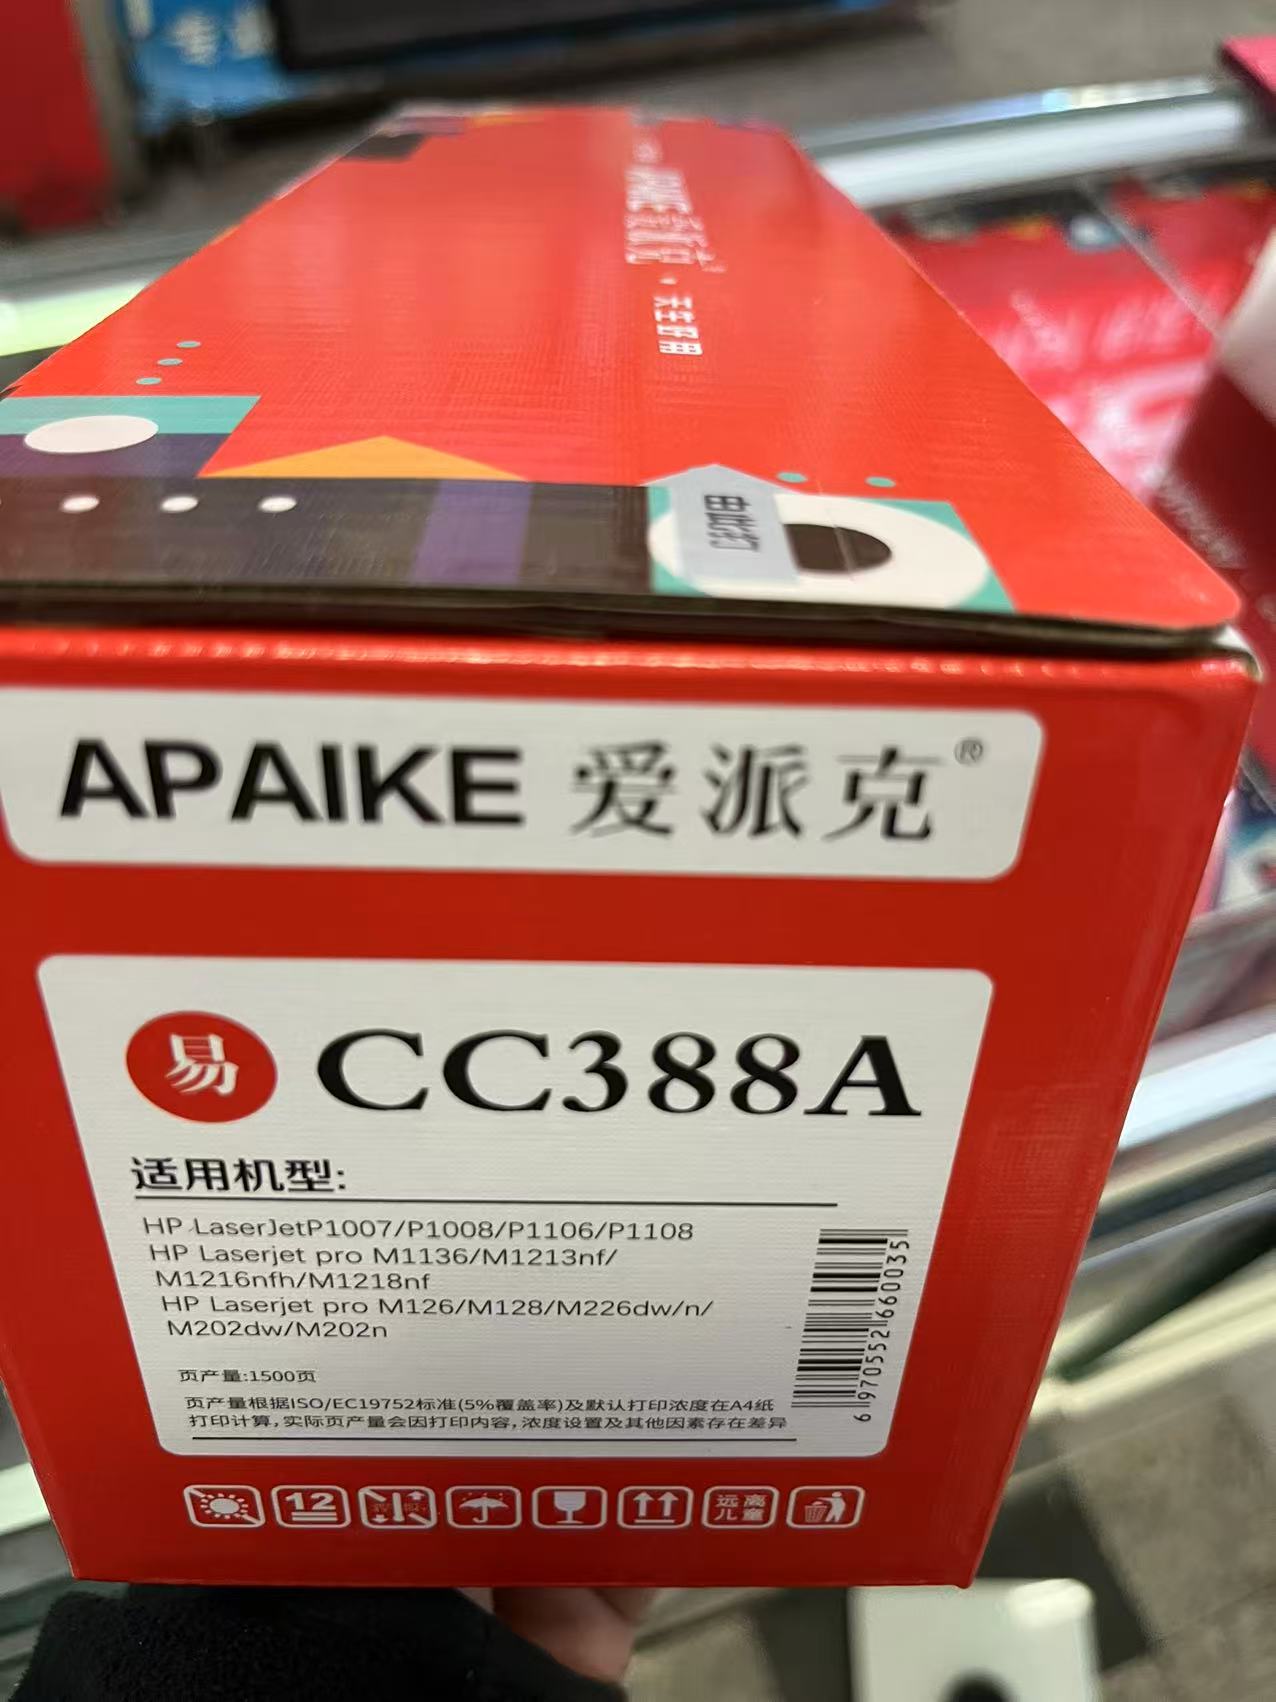 APAIKE 爱派克®
易 CC388A
适用机型:
HP LaserJetP1007/P1008/P1106/P1108
HP Laserjet pro M1136/M1213nf/
M1216nfh/M1218nf
HP Laserjet pro M126/M128/M226dw/n/
M202dw/M202n
页产量:1500页
页产量根据ISO/EC19752标准(5%覆盖率)及默认打印浓度在A4纸
打印计算,实际页产量会因打印内容,浓度设置及其他因素存在差异
6970552660035
12
远离
儿童